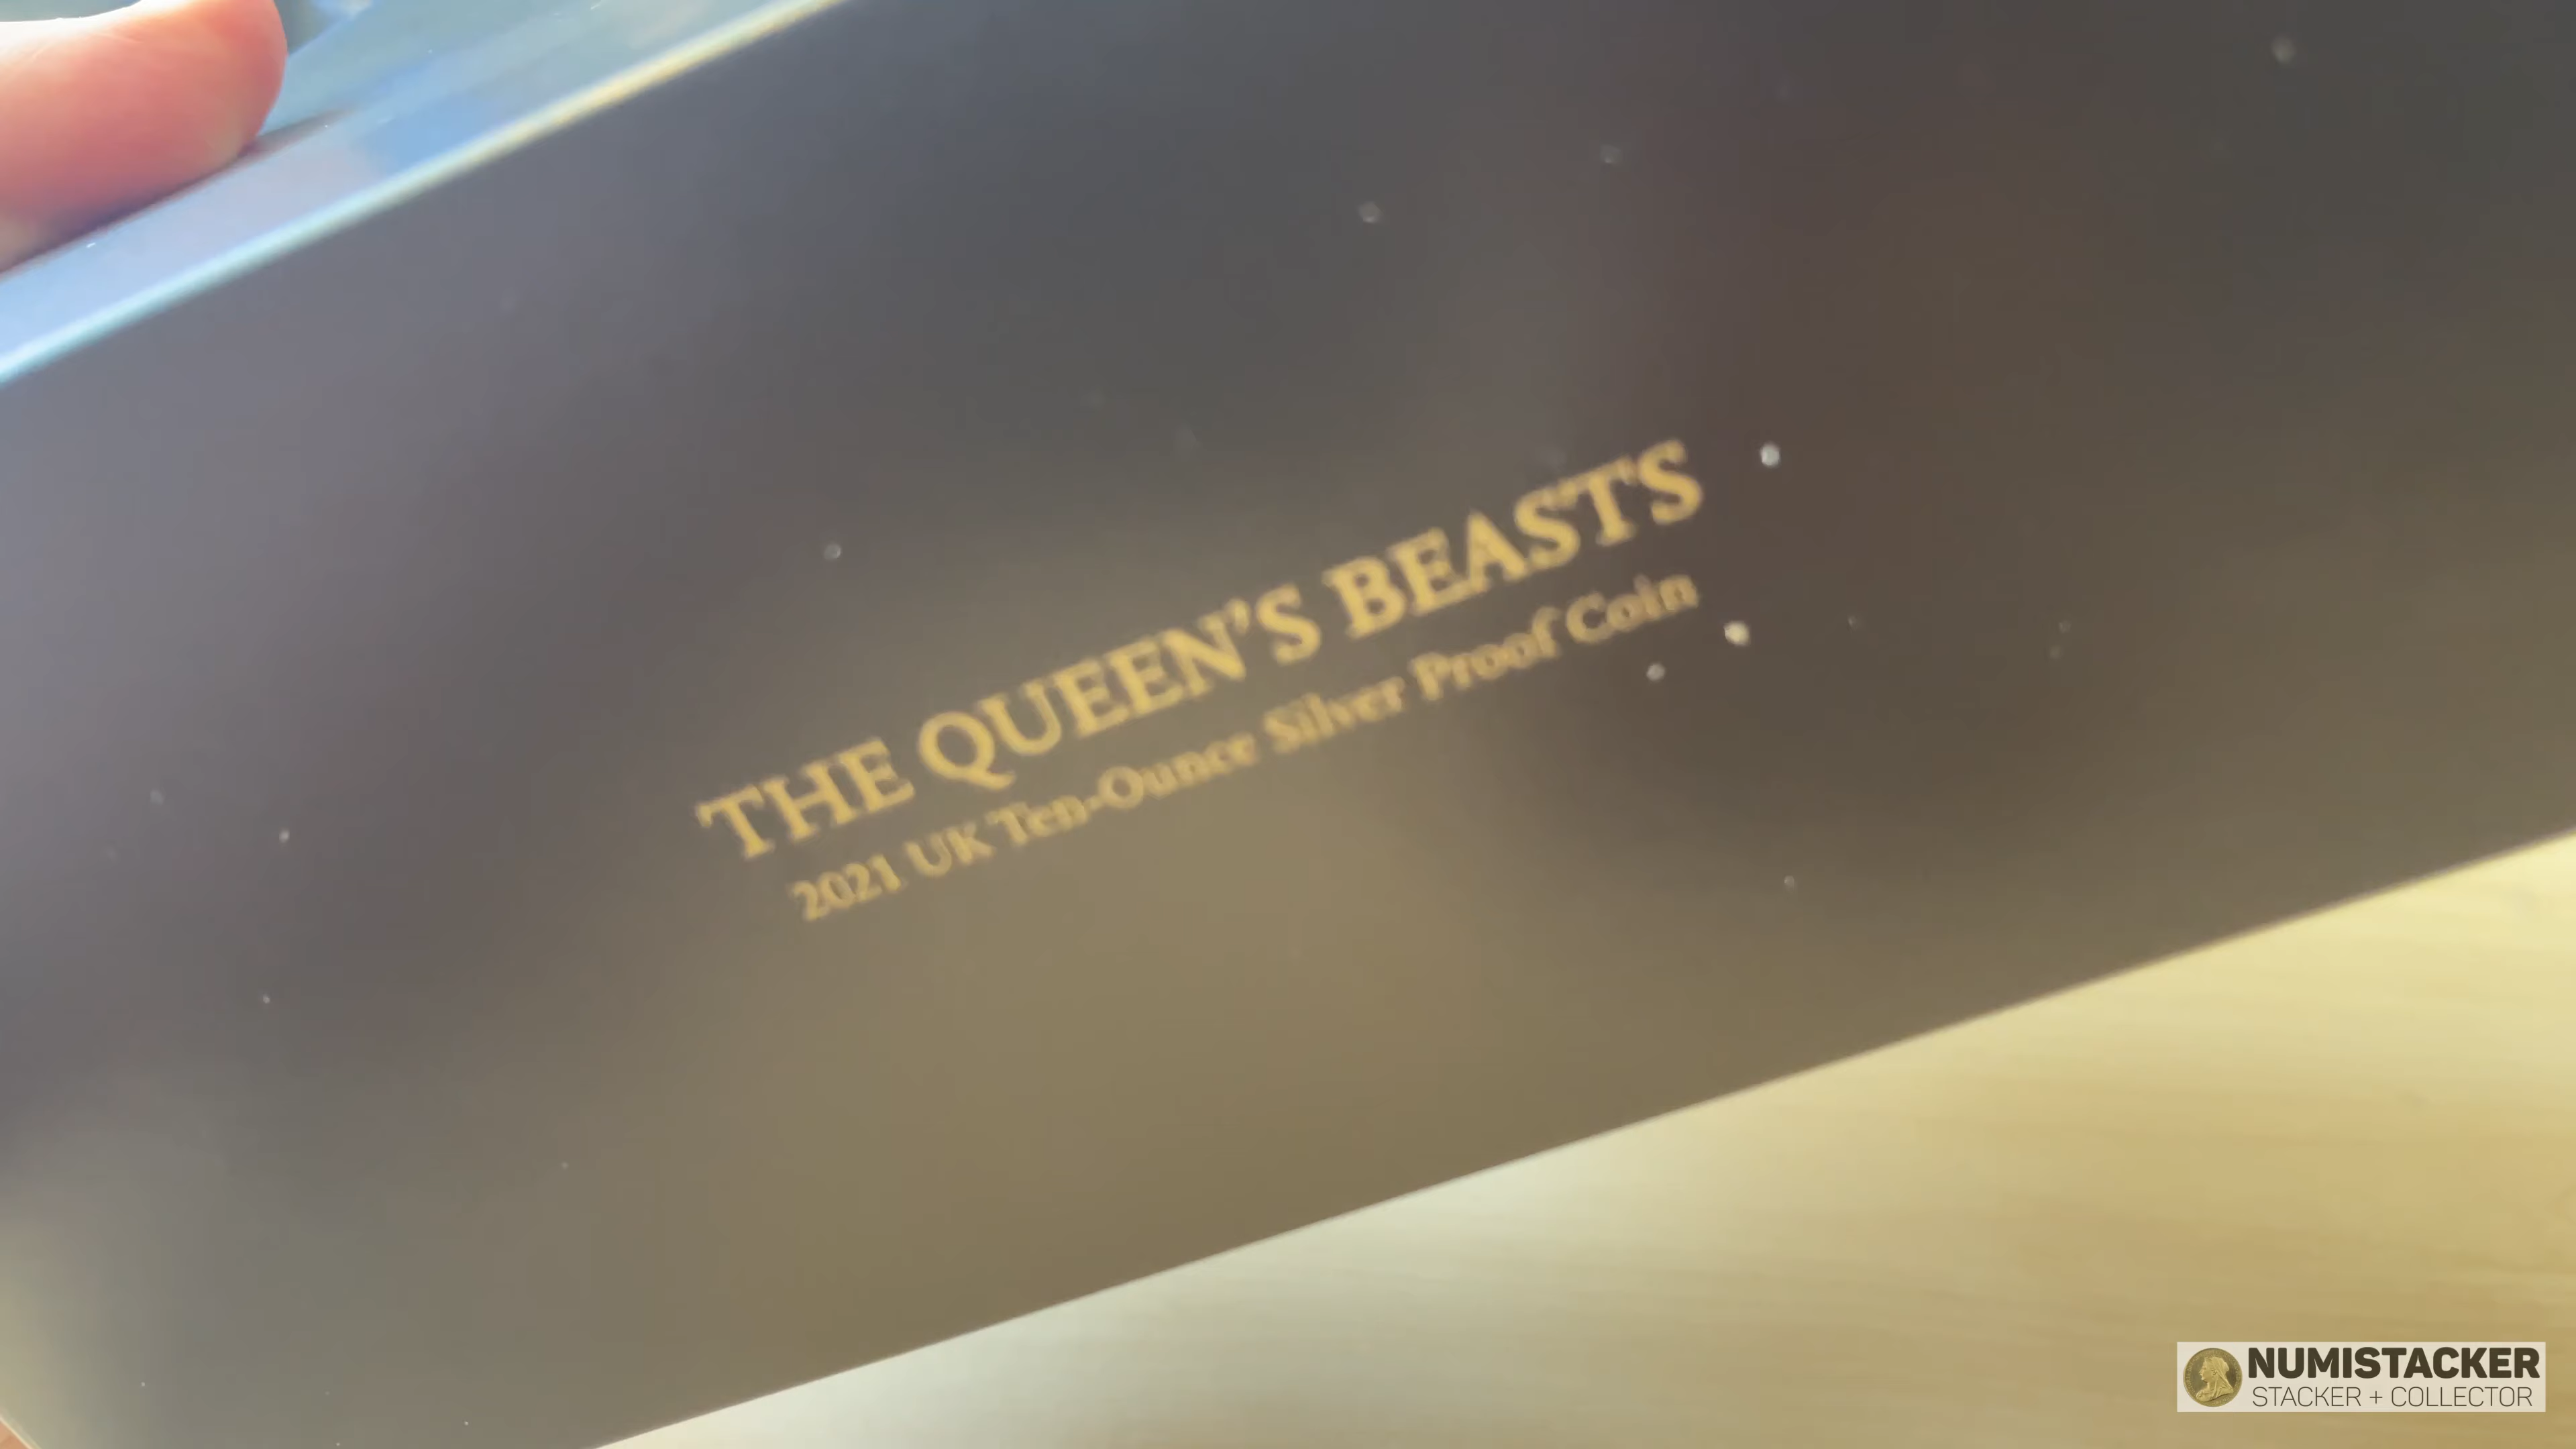 THE QUEEN'S BEASTS
2021 UK Ten-Ounce Silver Proof Coin
NUMISTACKER
STACKER + COLLECTOR